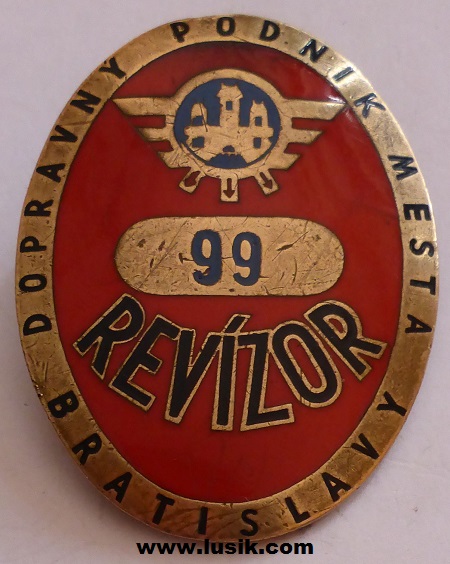 DOPRAVNÝ PODNIK MESTA
BRATISLAVY
99
REVÍZOR
www.lusik.com